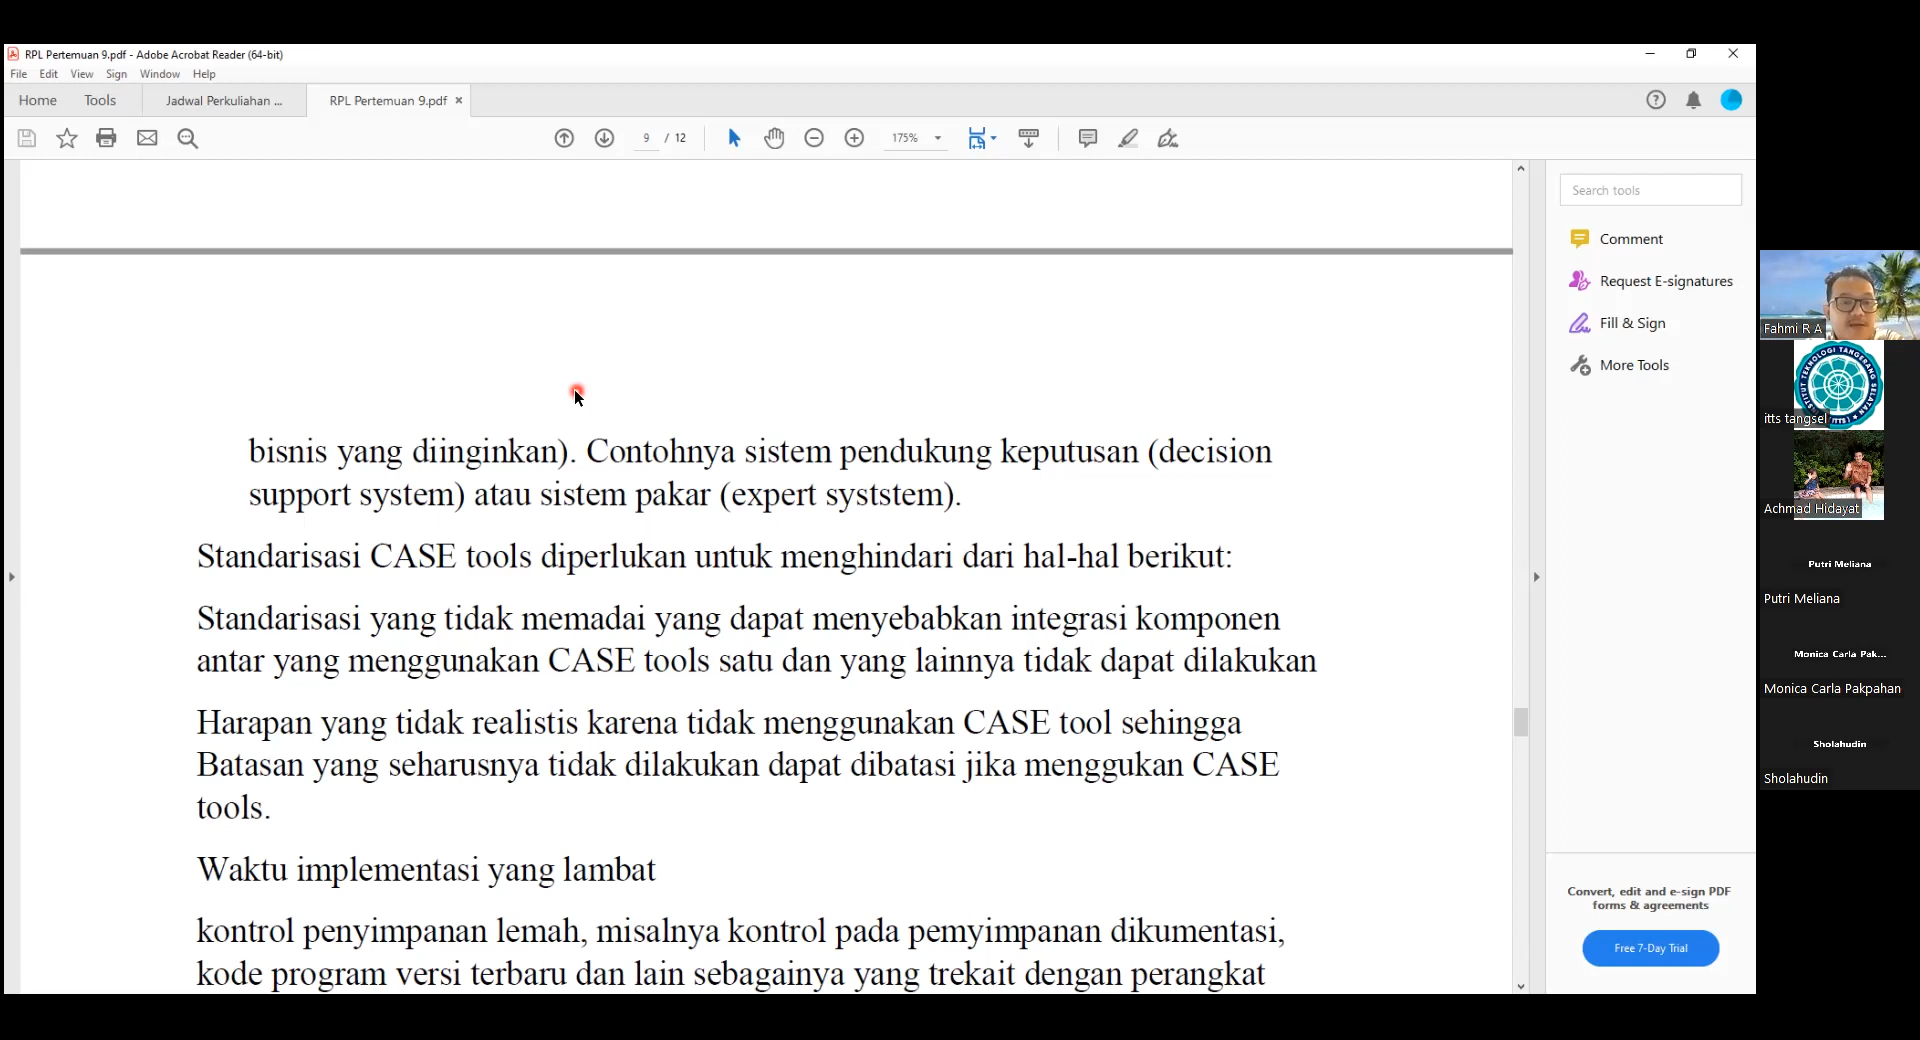 RPL Pertemuan 9.pdf - Adobe Acrobat Reader (64-bit)
File Edit View Sign Window Help
Home Tools Jadwal Perkuliahan ... RPL Pertemuan 9.pdf ×
9 / 12 175%
bisnis yang diinginkan). Contohnya sistem pendukung keputusan (decision
support system) atau sistem pakar (expert syststem).
Standarisasi CASE tools diperlukan untuk menghindari dari hal-hal berikut:
Standarisasi yang tidak memadai yang dapat menyebabkan integrasi komponen
antar yang menggunakan CASE tools satu dan yang lainnya tidak dapat dilakukan
Harapan yang tidak realistis karena tidak menggunakan CASE tool sehingga
Batasan yang seharusnya tidak dilakukan dapat dibatasi jika menggukan CASE
tools.
Waktu implementasi yang lambat
kontrol penyimpanan lemah, misalnya kontrol pada pemyimpanan dikumentasi,
kode program versi terbaru dan lain sebagainya yang trekait dengan perangkat
Search tools
Comment
Request E-signatures
Fill & Sign
More Tools
Convert, edit and e-sign PDF
forms & agreements
Free 7-Day Trial
Fahmi R A
INSTITUT TEKNOLOGI TANGERANG SELATAN
itts tangsel
Achmad Hidayat
Putri Meliana
Putri Meliana
Monica Carla Pak...
Monica Carla Pakpahan
Sholahudin
Sholahudin